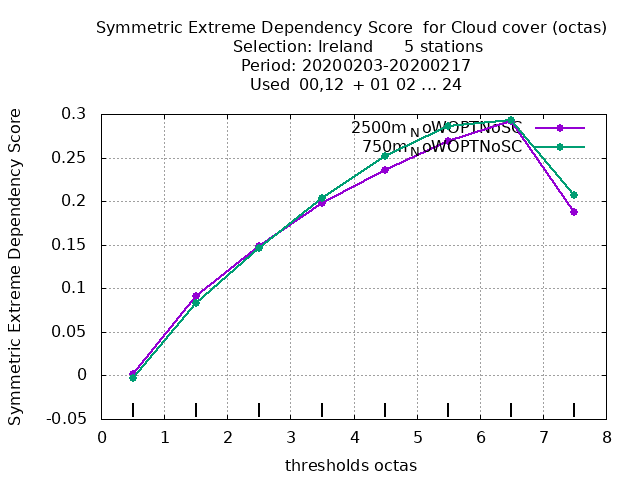 Symmetric Extreme Dependency Score for Cloud cover (octas)
Selection: Ireland 5 stations
Period: 20200203-20200217
Used 00,12 + 01 02 ... 24
Symmetric Extreme Dependency Score
0.3
0.25
0.2
0.15
0.1
0.05
0
-0.05
2500m_NoWOPTNoSC
750m_NoWOPTNoSC
0 1 2 3 4 5 6 7 8
thresholds octas